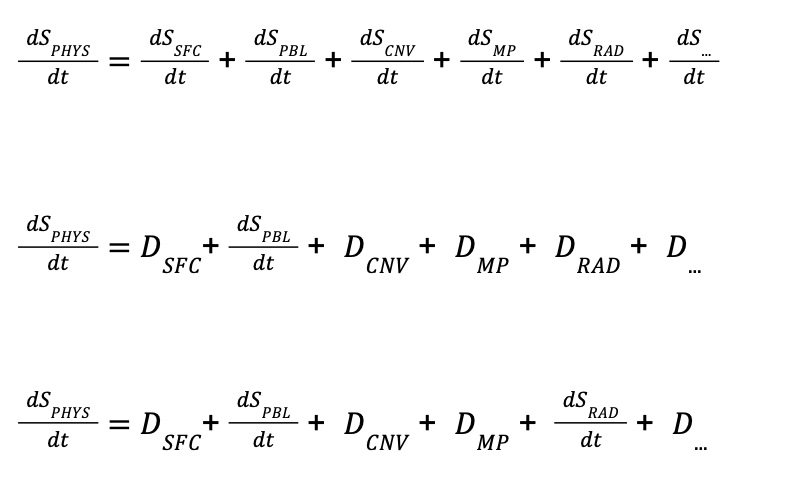 dS_PHYS/dt = dS_SFC/dt + dS_PBL/dt + dS_CNV/dt + dS_MP/dt + dS_RAD/dt + dS_.../dt
dS_PHYS/dt = D_SFC + dS_PBL/dt + D_CNV + D_MP + D_RAD + D_...
dS_PHYS/dt = D_SFC + dS_PBL/dt + D_CNV + D_MP + dS_RAD/dt + D_...